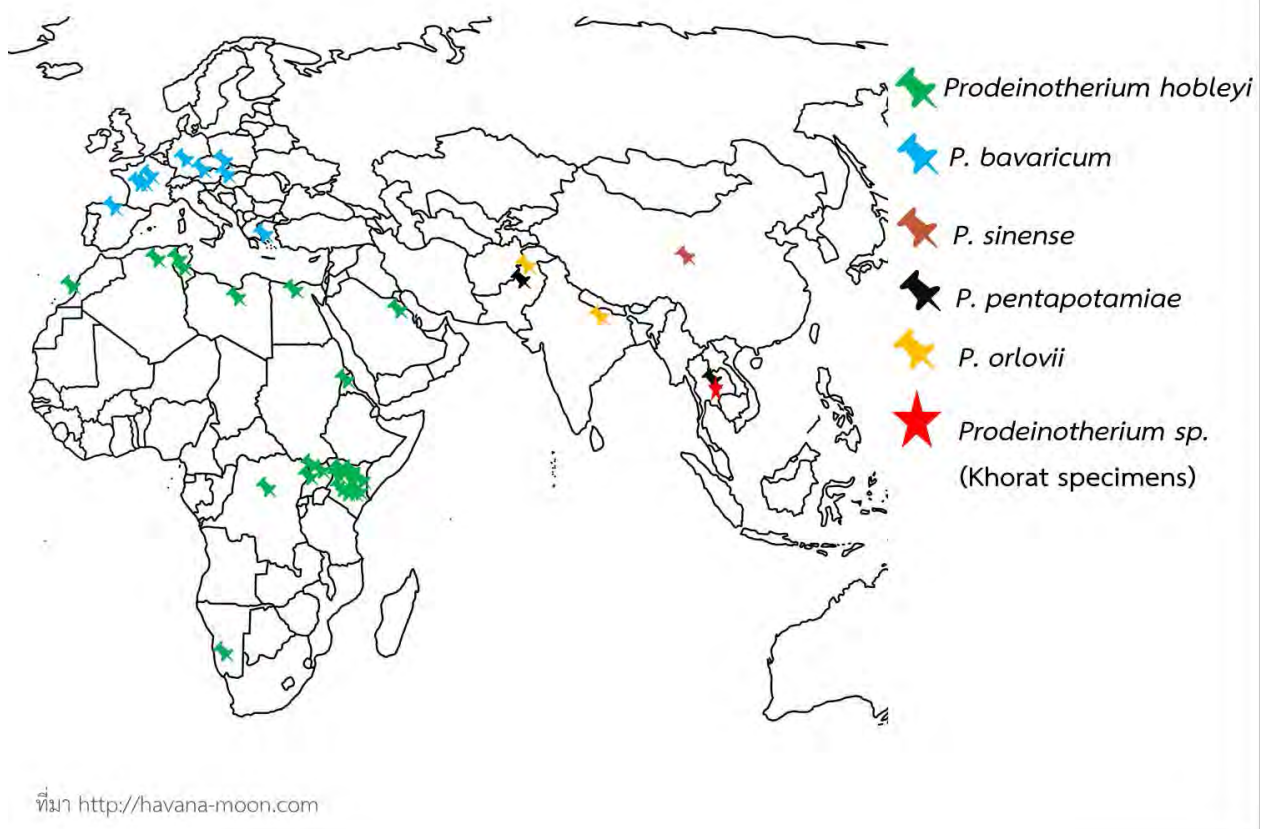 Prodeinotherium hobleyi
P. bavaricum
P. sinense
P. pentapotamiae
P. orlovii
Prodeinotherium sp.
(Khorat specimens)
ที่มา http://havana-moon.com